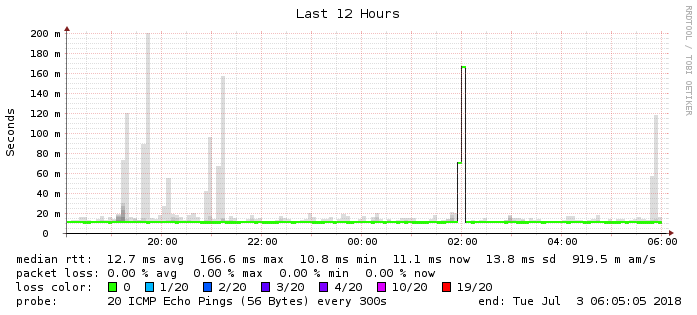 Last 12 Hours
RRDTOOL / TOBI OETIKER
Seconds
200 m
180 m
160 m
140 m
120 m
100 m
80 m
60 m
40 m
20 m
0
20:00 22:00 00:00 02:00 04:00 06:00
median rtt: 12.7 ms avg 166.6 ms max 10.8 ms min 11.1 ms now 13.8 ms sd 919.5 m am/s
packet loss: 0.00 % avg 0.00 % max 0.00 % min 0.00 % now
loss color: 0 1/20 2/20 3/20 4/20 10/20 19/20
probe: 20 ICMP Echo Pings (56 Bytes) every 300s end: Tue Jul 3 06:05:05 2018